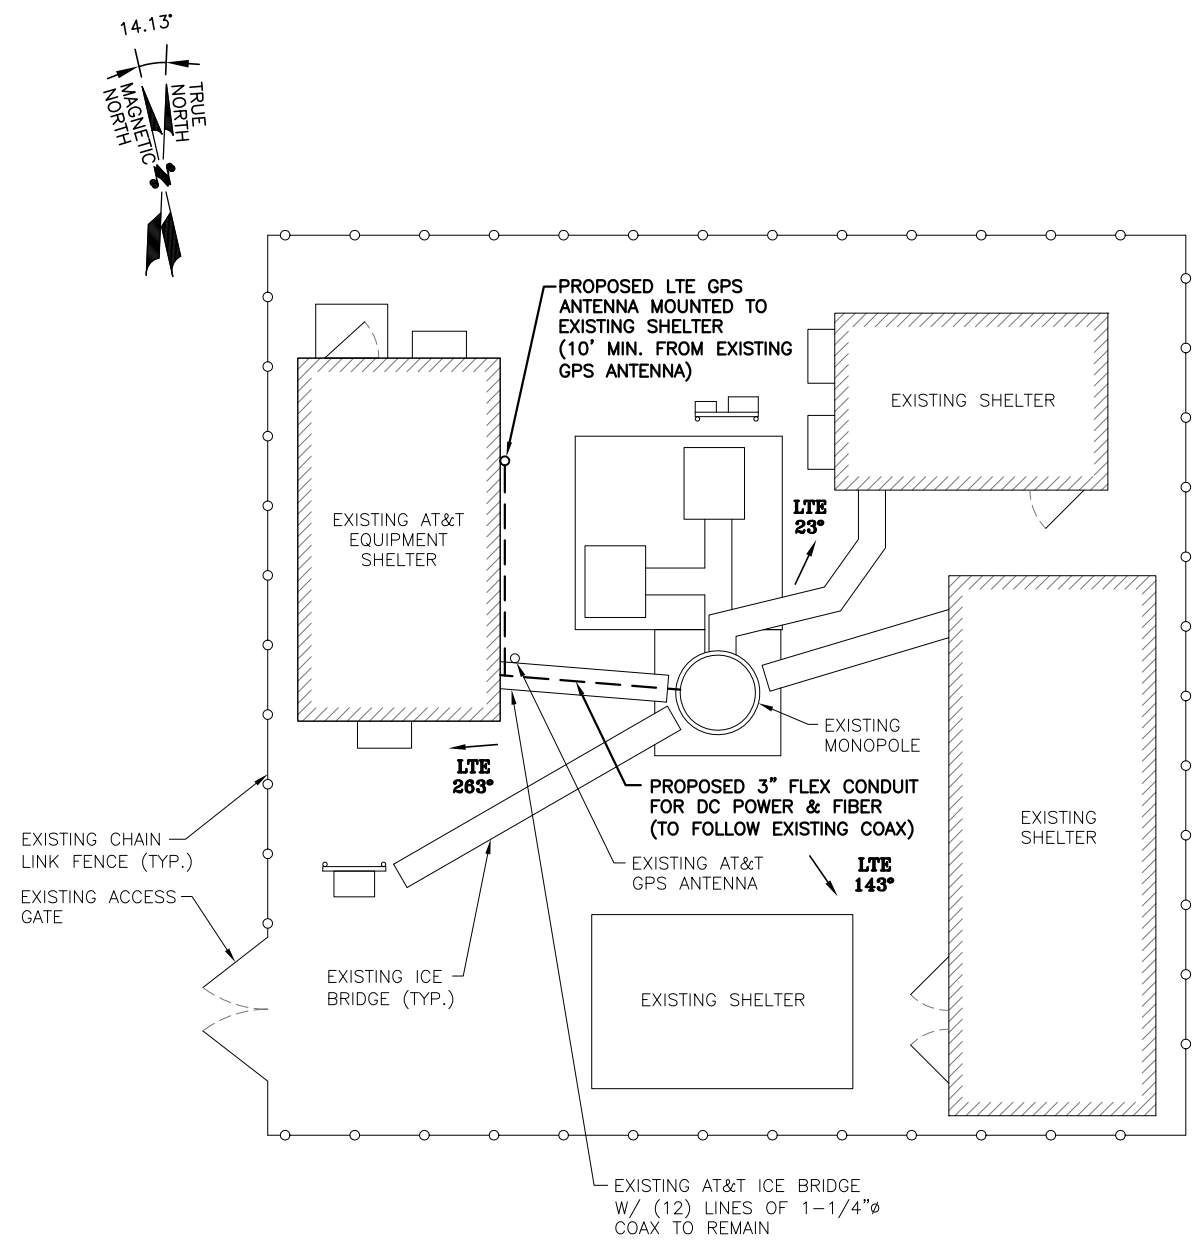 14.13°
TRUE
NORTH
MAGNETIC
NORTH
N
PROPOSED LTE GPS
ANTENNA MOUNTED TO
EXISTING SHELTER
(10' MIN. FROM EXISTING
GPS ANTENNA)
EXISTING SHELTER
EXISTING AT&T
EQUIPMENT
SHELTER
LTE
23°
EXISTING
MONOPOLE
LTE
263°
PROPOSED 3" FLEX CONDUIT
FOR DC POWER & FIBER
(TO FOLLOW EXISTING COAX)
EXISTING
SHELTER
EXISTING CHAIN
LINK FENCE (TYP.)
EXISTING AT&T
GPS ANTENNA
LTE
143°
EXISTING ACCESS
GATE
EXISTING ICE
BRIDGE (TYP.)
EXISTING SHELTER
EXISTING AT&T ICE BRIDGE
W/ (12) LINES OF 1-1/4"ø
COAX TO REMAIN